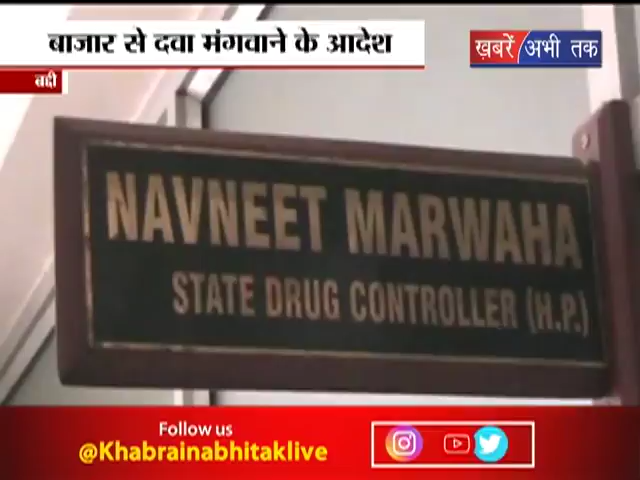 बाजार से दवा मंगवाने के आदेश
ख़बरें अभी तक
बद्दी
NAVNEET MARWAHA
STATE DRUG CONTROLLER (H.P.)
Follow us
@Khabrainabhitaklive